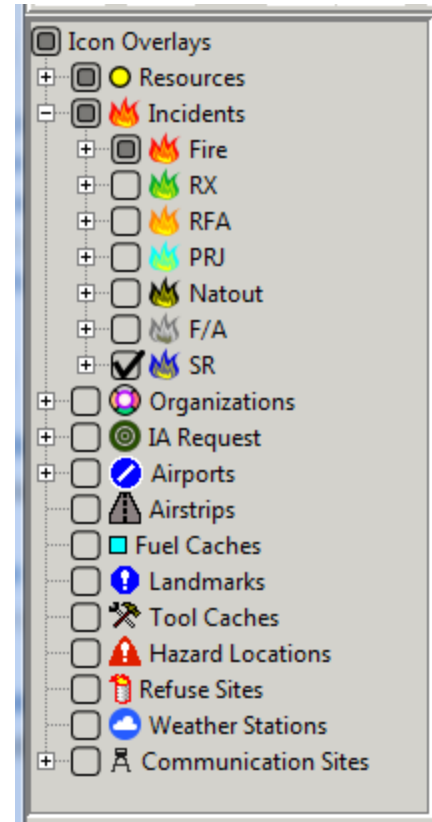 Icon Overlays
Resources
Incidents
Fire
RX
RFA
PRJ
Natout
F/A
SR
Organizations
IA Request
Airports
Airstrips
Fuel Caches
Landmarks
Tool Caches
Hazard Locations
Refuse Sites
Weather Stations
Communication Sites